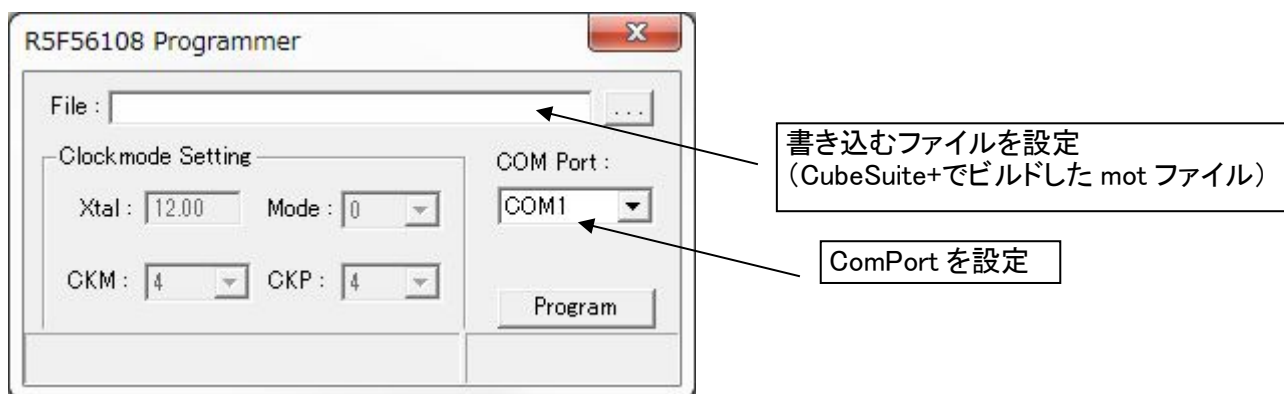 R5F56108 Programmer
File :
...
Clockmode Setting
Xtal : 12.00 Mode : 0
CKM : 4 CKP : 4
COM Port :
COM1
Program
書き込むファイルを設定
（CubeSuite+でビルドした mot ファイル）
ComPort を設定